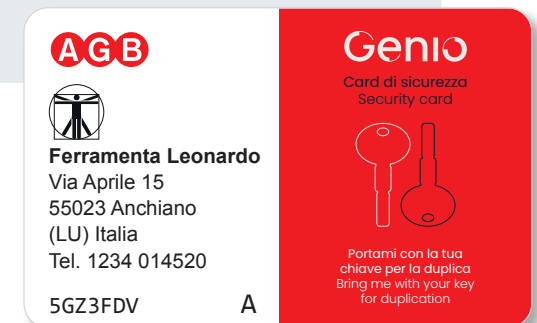 AGB
Ferramenta Leonardo
Via Aprile 15
55023 Anchiano
(LU) Italia
Tel. 1234 014520
5GZ3FDV A
Genio
Card di sicurezza
Security card
Portami con la tua
chiave per la duplica
Bring me with your key
for duplication